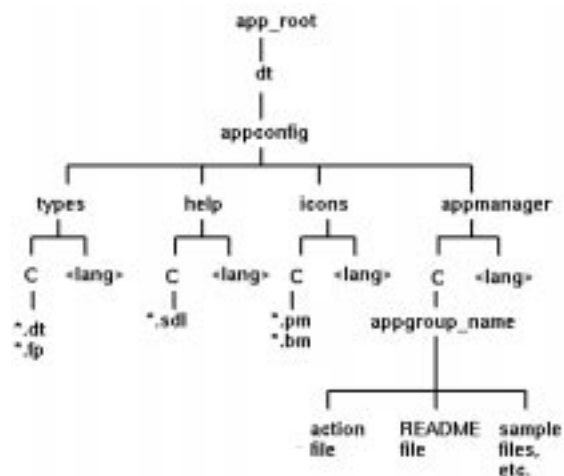 app_root
dt
appconfig
types help icons appmanager
C <lang> C <lang> C <lang> C <lang>
*.dt *.sdl *.pm appgroup_name
*.fp *.bm
action README sample
file file files,
etc.